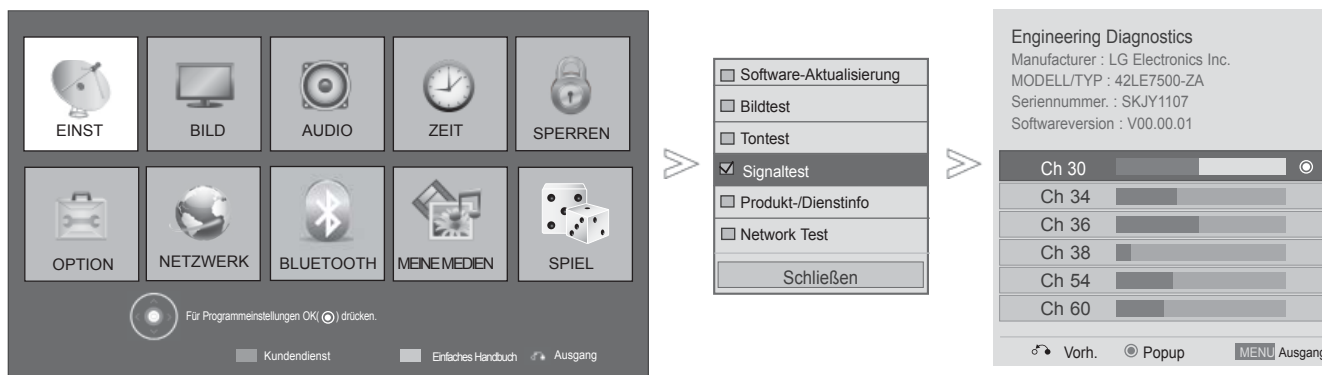 EINST
BILD
AUDIO
ZEIT
SPERREN
OPTION
NETZWERK
BLUETOOTH
MEINE MEDIEN
SPIEL
Für Programmeinstellungen OK( ) drücken.
Kundendienst
Einfaches Handbuch
Ausgang
Software-Aktualisierung
Bildtest
Tontest
Signaltest
Produkt-/Dienstinfo
Network Test
Schließen
Engineering Diagnostics
Manufacturer : LG Electronics Inc.
MODELL/TYP : 42LE7500-ZA
Seriennummer. : SKJY1107
Softwareversion : V00.00.01
Ch 30
Ch 34
Ch 36
Ch 38
Ch 54
Ch 60
Vorh.
Popup
MENU Ausgang